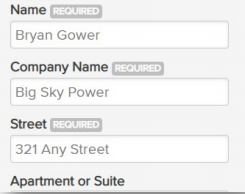 Name REQUIRED
Bryan Gower
Company Name REQUIRED
Big Sky Power
Street REQUIRED
321 Any Street
Apartment or Suite